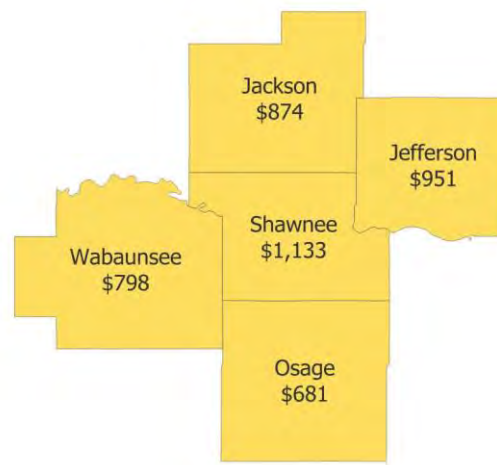 Jackson
$874
Jefferson
$951
Shawnee
$1,133
Wabaunsee
$798
Osage
$681